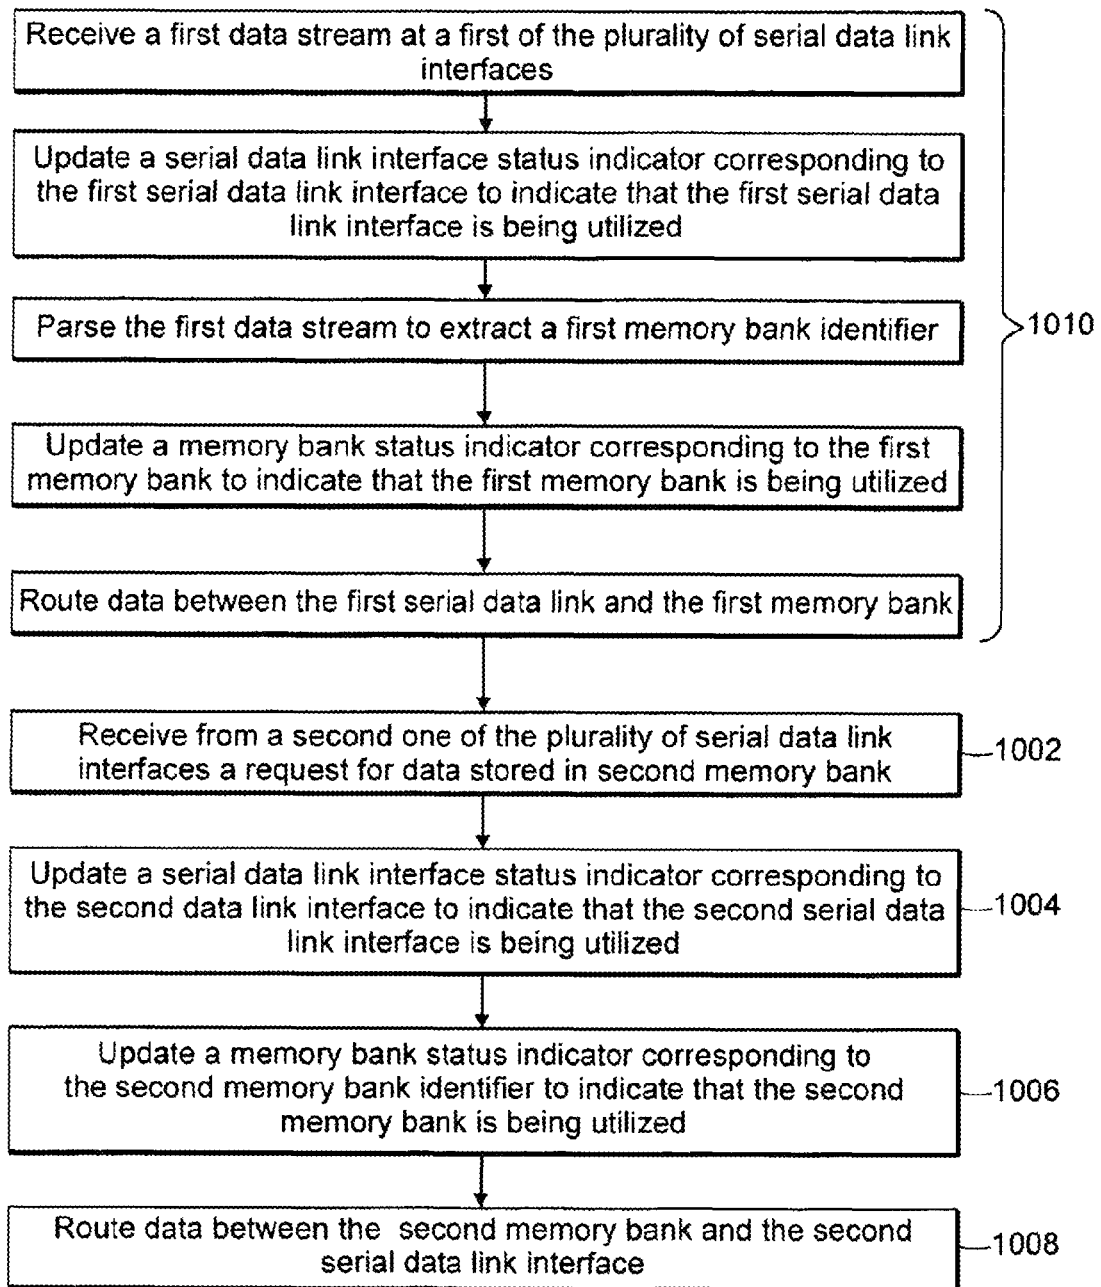 Receive a first data stream at a first of the plurality of serial data link
interfaces
Update a serial data link interface status indicator corresponding to
the first serial data link interface to indicate that the first serial data
link interface is being utilized
Parse the first data stream to extract a first memory bank identifier
1010
Update a memory bank status indicator corresponding to the first
memory bank to indicate that the first memory bank is being utilized
Route data between the first serial data link and the first memory bank
Receive from a second one of the plurality of serial data link
interfaces a request for data stored in second memory bank
1002
Update a serial data link interface status indicator corresponding to
the second data link interface to indicate that the second serial data
link interface is being utilized
1004
Update a memory bank status indicator corresponding to
the second memory bank identifier to indicate that the second
memory bank is being utilized
1006
Route data between the second memory bank and the second
serial data link interface
1008